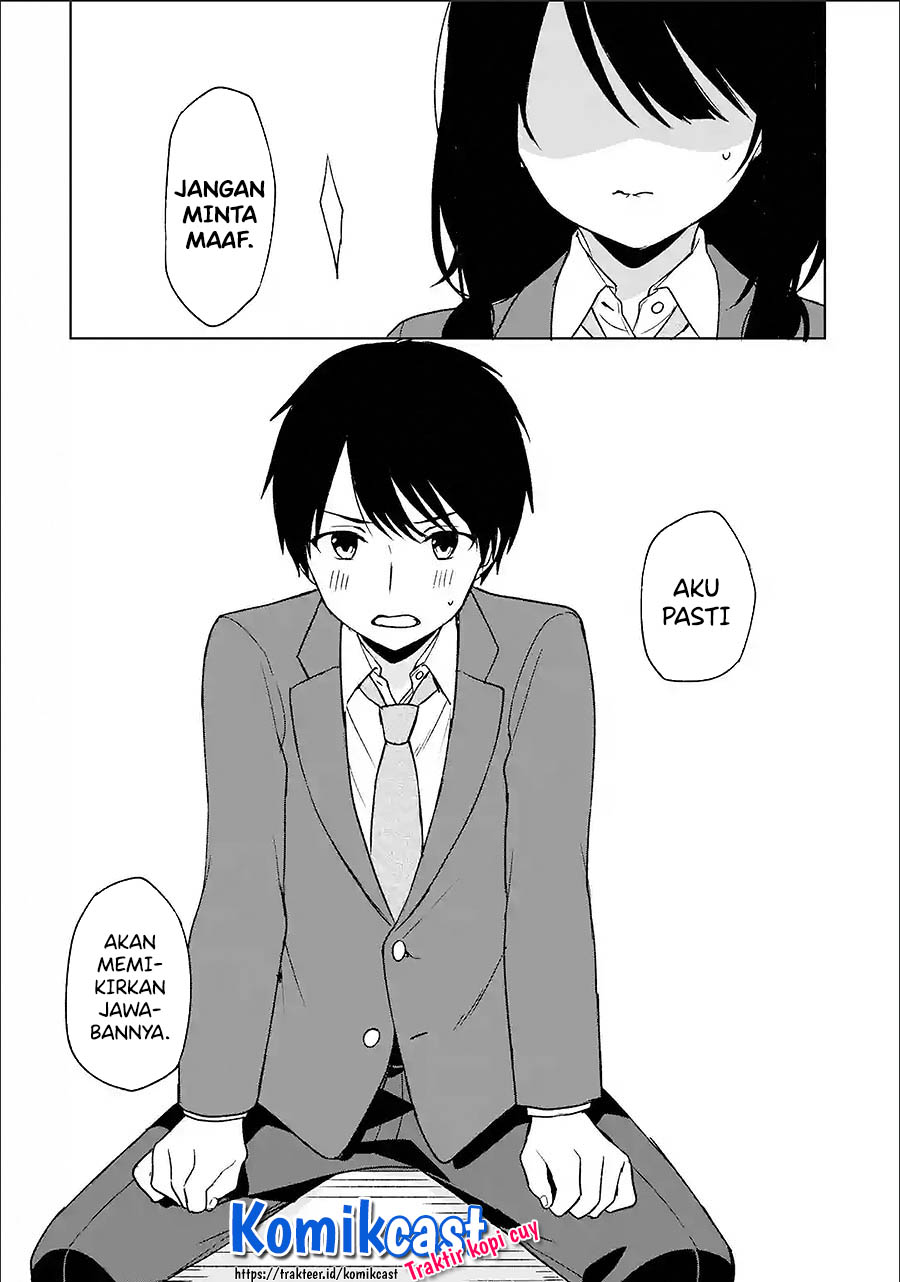 JANGAN
MINTA
MAAF.
AKU
PASTI
AKAN
MEMI-
KIRKAN
JAWA-
BANNYA.
Komikcast
Traktir kopi cuy
https://trakteer.id/komikcast